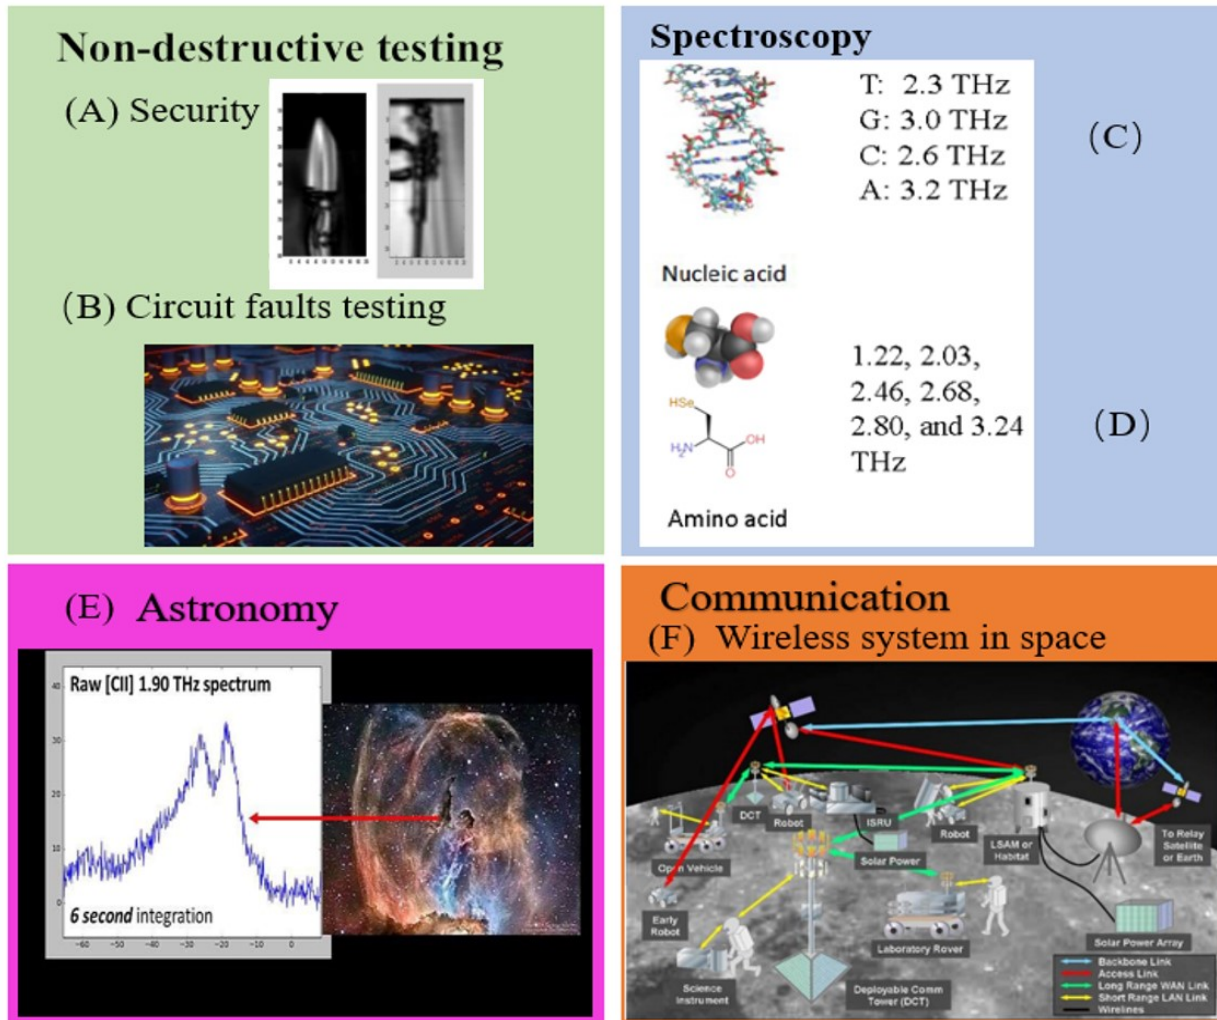 Non-destructive testing
(A) Security
(B) Circuit faults testing
Spectroscopy
T: 2.3 THz
G: 3.0 THz
C: 2.6 THz
A: 3.2 THz
(C)
Nucleic acid
HSe
H₂N
OH
O
1.22, 2.03,
2.46, 2.68,
2.80, and 3.24
THz
(D)
Amino acid
(E) Astronomy
Raw [CII] 1.90 THz spectrum
40
30
20
10
0
6 second integration
−60 −50 −40 −30 −20 −10 0
Communication
(F) Wireless system in space
DCT
Robot
ISRU
Robot
LSAM or
Habitat
To Relay
Satellite
or Earth
Open Vehicle
Solar Power
Early
Robot
Laboratory Rover
Solar Power Array
Science
Instrument
Deployable Comm
Tower (DCT)
Backbone Link
Access Link
Long Range WAN Link
Short Range LAN Link
Wirelines